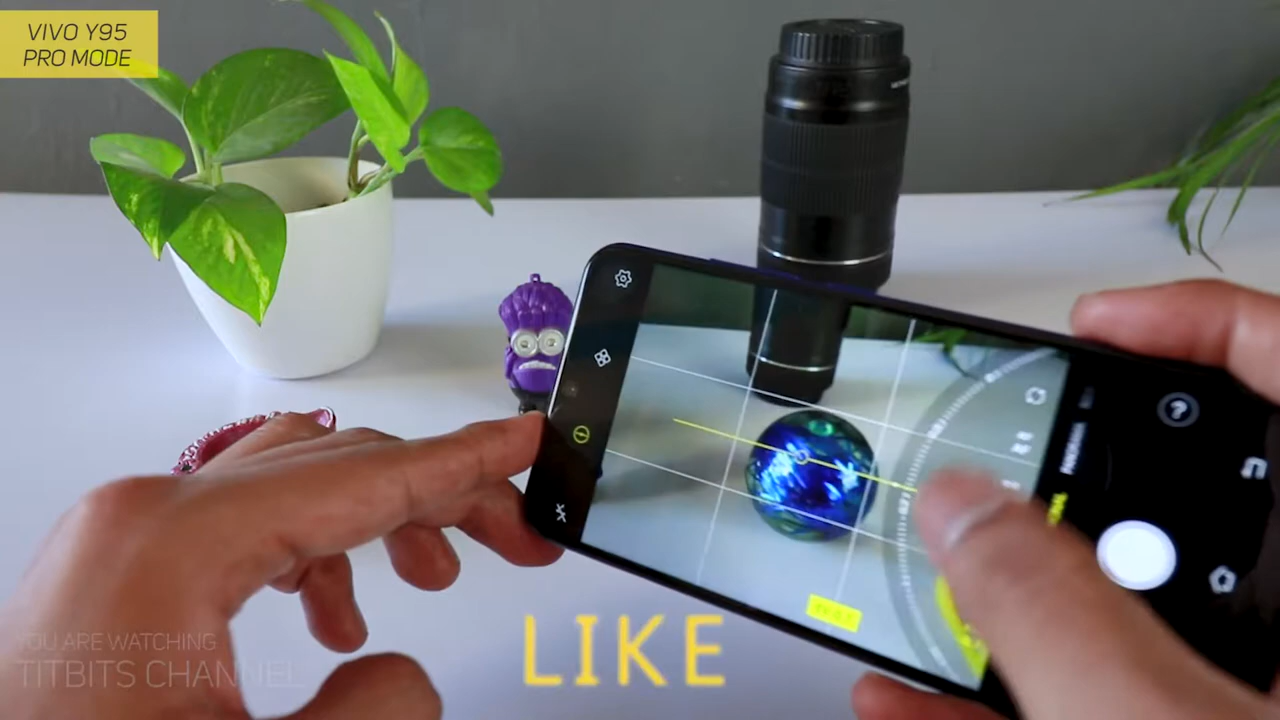 VIVO Y95
PRO MODE
YOU ARE WATCHING
TITBITS CHANNEL
LIKE